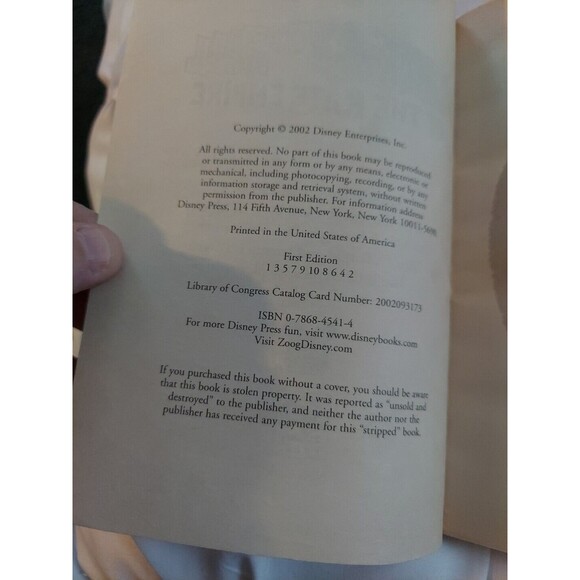 Copyright © 2002 Disney Enterprises, Inc.
All rights reserved. No part of this book may be reproduced
or transmitted in any form or by any means, electronic or
mechanical, including photocopying, recording, or by any
information storage and retrieval system, without written
permission from the publisher. For information address
Disney Press, 114 Fifth Avenue, New York, New York 10011-5690.
Printed in the United States of America
First Edition
1 3 5 7 9 10 8 6 4 2
Library of Congress Catalog Card Number: 2002093173
ISBN 0-7868-4541-4
For more Disney Press fun, visit www.disneybooks.com
Visit ZoogDisney.com
If you purchased this book without a cover, you should be aware
that this book is stolen property. It was reported as "unsold and
destroyed" to the publisher, and neither the author nor the
publisher has received any payment for this "stripped" book.